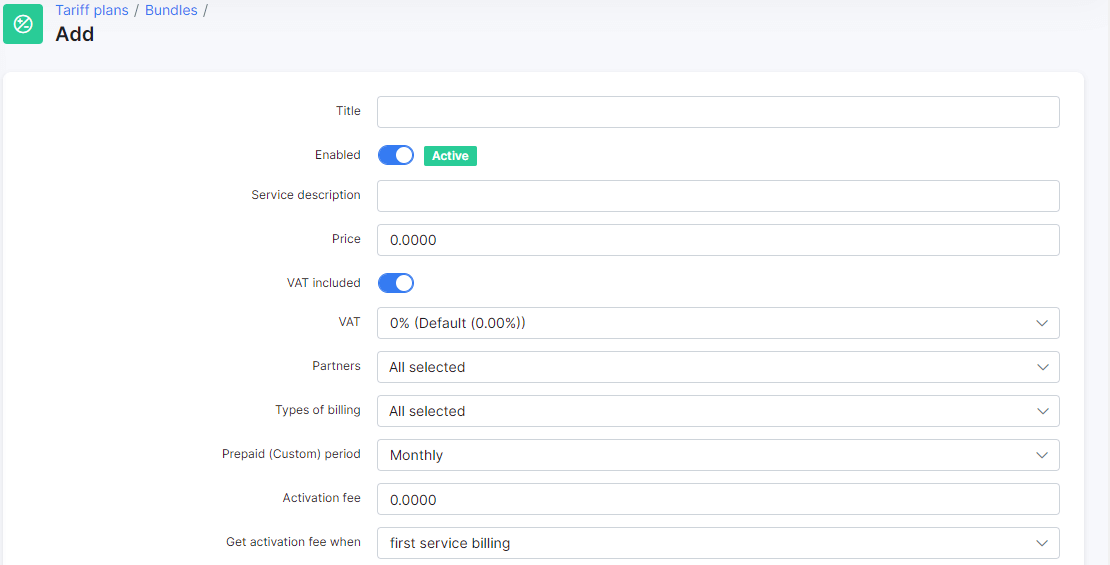 Tariff plans / Bundles /
Add
Title
Enabled Active
Service description
Price 0.0000
VAT included
VAT 0% (Default (0.00%))
Partners All selected
Types of billing All selected
Prepaid (Custom) period Monthly
Activation fee 0.0000
Get activation fee when first service billing